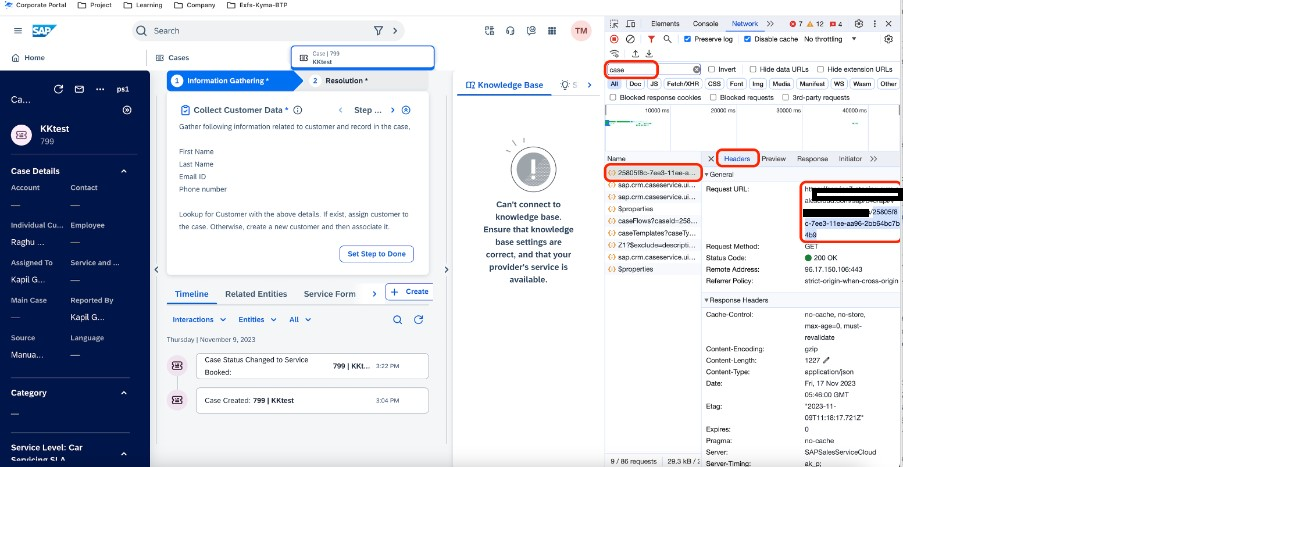 Corporate Portal Project Learning Company Exfs-Kyma-BTP
SAP Search TM
Home Cases Case | 799
KKtest
Ca... ps1
KKtest
799
Case Details
Account Contact
— —
Individual Cu... Employee
Raghu ... —
Assigned To Service and ...
Kapil G... —
Main Case Reported By
— Kapil G...
Source Language
Manua... —
Category
—
Service Level: Car
Servicing SLA
1 Information Gathering * 2 Resolution *
Collect Customer Data * Step ...
Gather following information related to customer and record in the case,
First Name
Last Name
Email ID
Phone number
Lookup for Customer with the above details. If exist, assign customer to
the case. Otherwise, create a new customer and then associate it.
Set Step to Done
Timeline Related Entities Service Form + Create
Interactions Entities All
Thursday | November 9, 2023
Case Status Changed to Service
Booked: 799 | KKt... 3:22 PM
Case Created: 799 | KKtest 3:04 PM
Knowledge Base S
Can't connect to
knowledge base.
Ensure that knowledge
base settings are
correct, and that your
provider's service is
available.
Elements Console Network 7 12 4
Preserve log Disable cache No throttling
case Invert Hide data URLs Hide extension URLs
All Doc JS Fetch/XHR CSS Font Img Media Manifest WS Wasm Other
Blocked response cookies Blocked requests 3rd-party requests
10000 ms 20000 ms 30000 ms 40000 ms
Name
25805f8c-7ee3-11ee-a...
sap.crm.caseservice.ui...
sap.crm.caseservice.ui...
$properties
caseFlows?caseId=258...
caseTemplates?caseTy...
Z1?$exclude=descripti...
sap.crm.caseservice.ui...
$properties
9 / 86 requests 29.3 kB /
Headers Preview Response Initiator
General
Request URL:
/25805f8
c-7ee3-11ee-aa96-2bb64bc7b
4b9
Request Method: GET
Status Code: 200 OK
Remote Address: 96.17.150.106:443
Referrer Policy: strict-origin-when-cross-origin
Response Headers
Cache-Control: no-cache, no-store,
max-age=0, must-
revalidate
Content-Encoding: gzip
Content-Length: 1227
Content-Type: application/json
Date: Fri, 17 Nov 2023
05:46:00 GMT
Etag: "2023-11-
09T11:18:17.721Z"
Expires: 0
Pragma: no-cache
Server: SAPSalesServiceCloud
Server-Timing: ak_p;